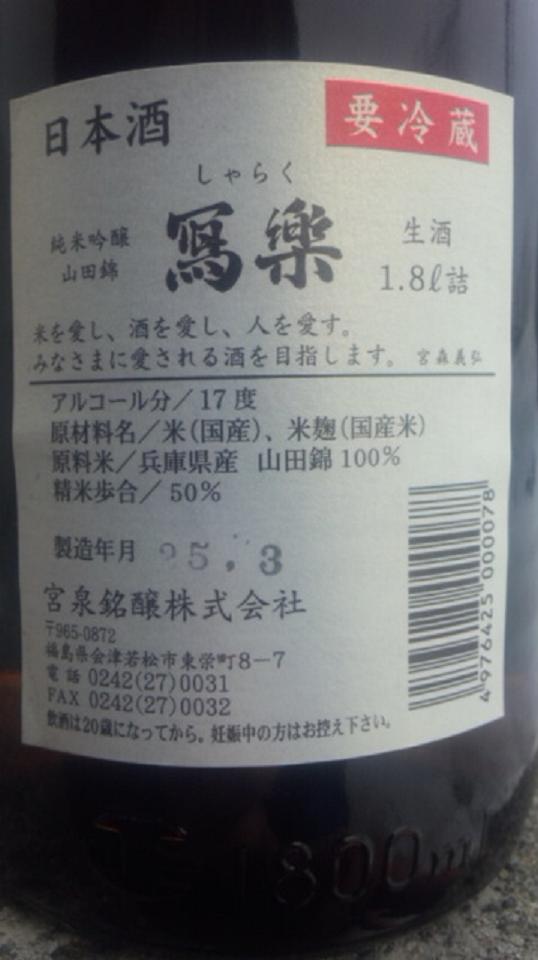 日本酒
要冷蔵
しゃらく
純米吟醸
山田錦
寫樂
生酒
1.8ℓ詰
米を愛し、酒を愛し、人を愛す。
みなさまに愛される酒を目指します。 宮森義弘
アルコール分／17度
原材料名／米（国産）、米麹（国産米）
原料米／兵庫県産 山田錦100％
精米歩合／50％
製造年月 25.3
宮泉銘醸株式会社
〒965-0872
福島県会津若松市東栄町8－7
電話 0242(27)0031
FAX 0242(27)0032
飲酒は20歳になってから。妊娠中の方はお控え下さい。
4 976425 000078
1800ml